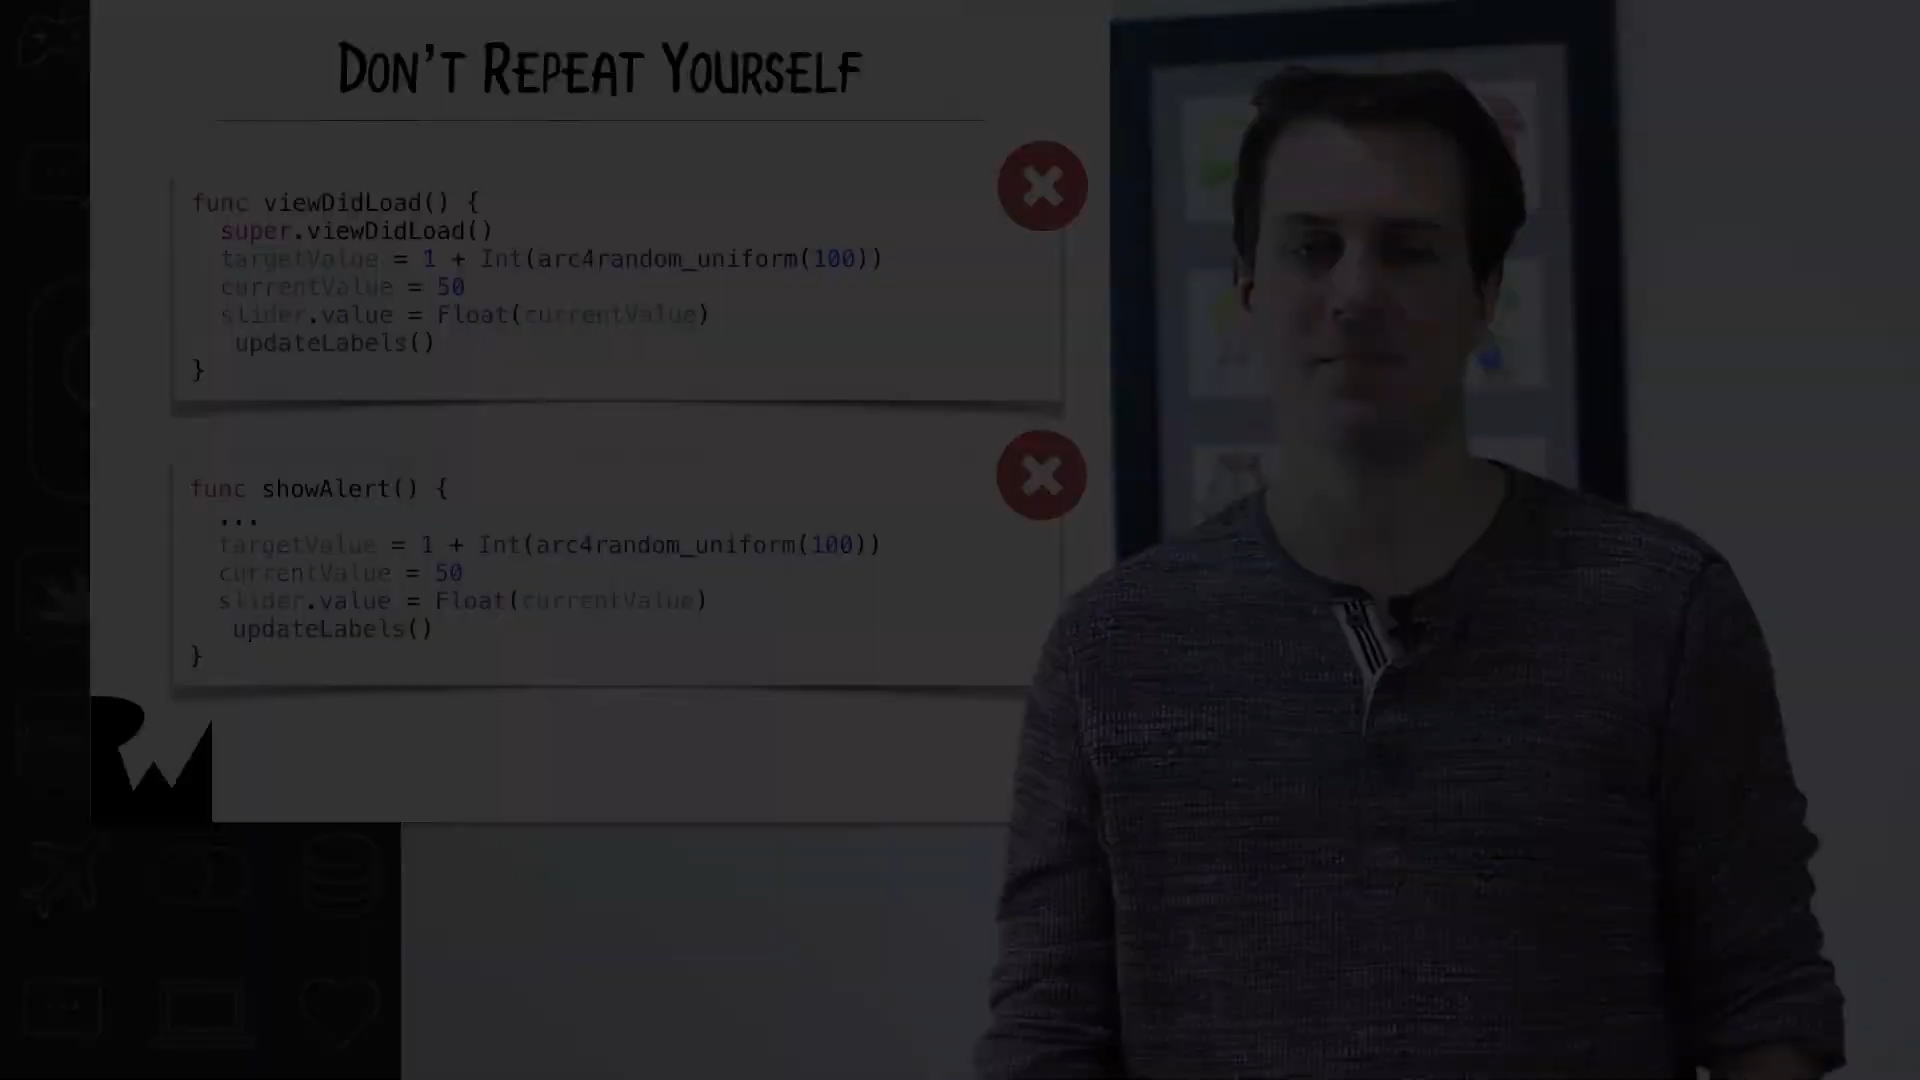 DON'T REPEAT YOURSELF
func viewDidLoad() {
super.viewDidLoad()
targetValue = 1 + Int(arc4random_uniform(100))
currentValue = 50
slider.value = Float(currentValue)
updateLabels()
}
func showAlert() {
...
targetValue = 1 + Int(arc4random_uniform(100))
currentValue = 50
slider.value = Float(currentValue)
updateLabels()
}
RW